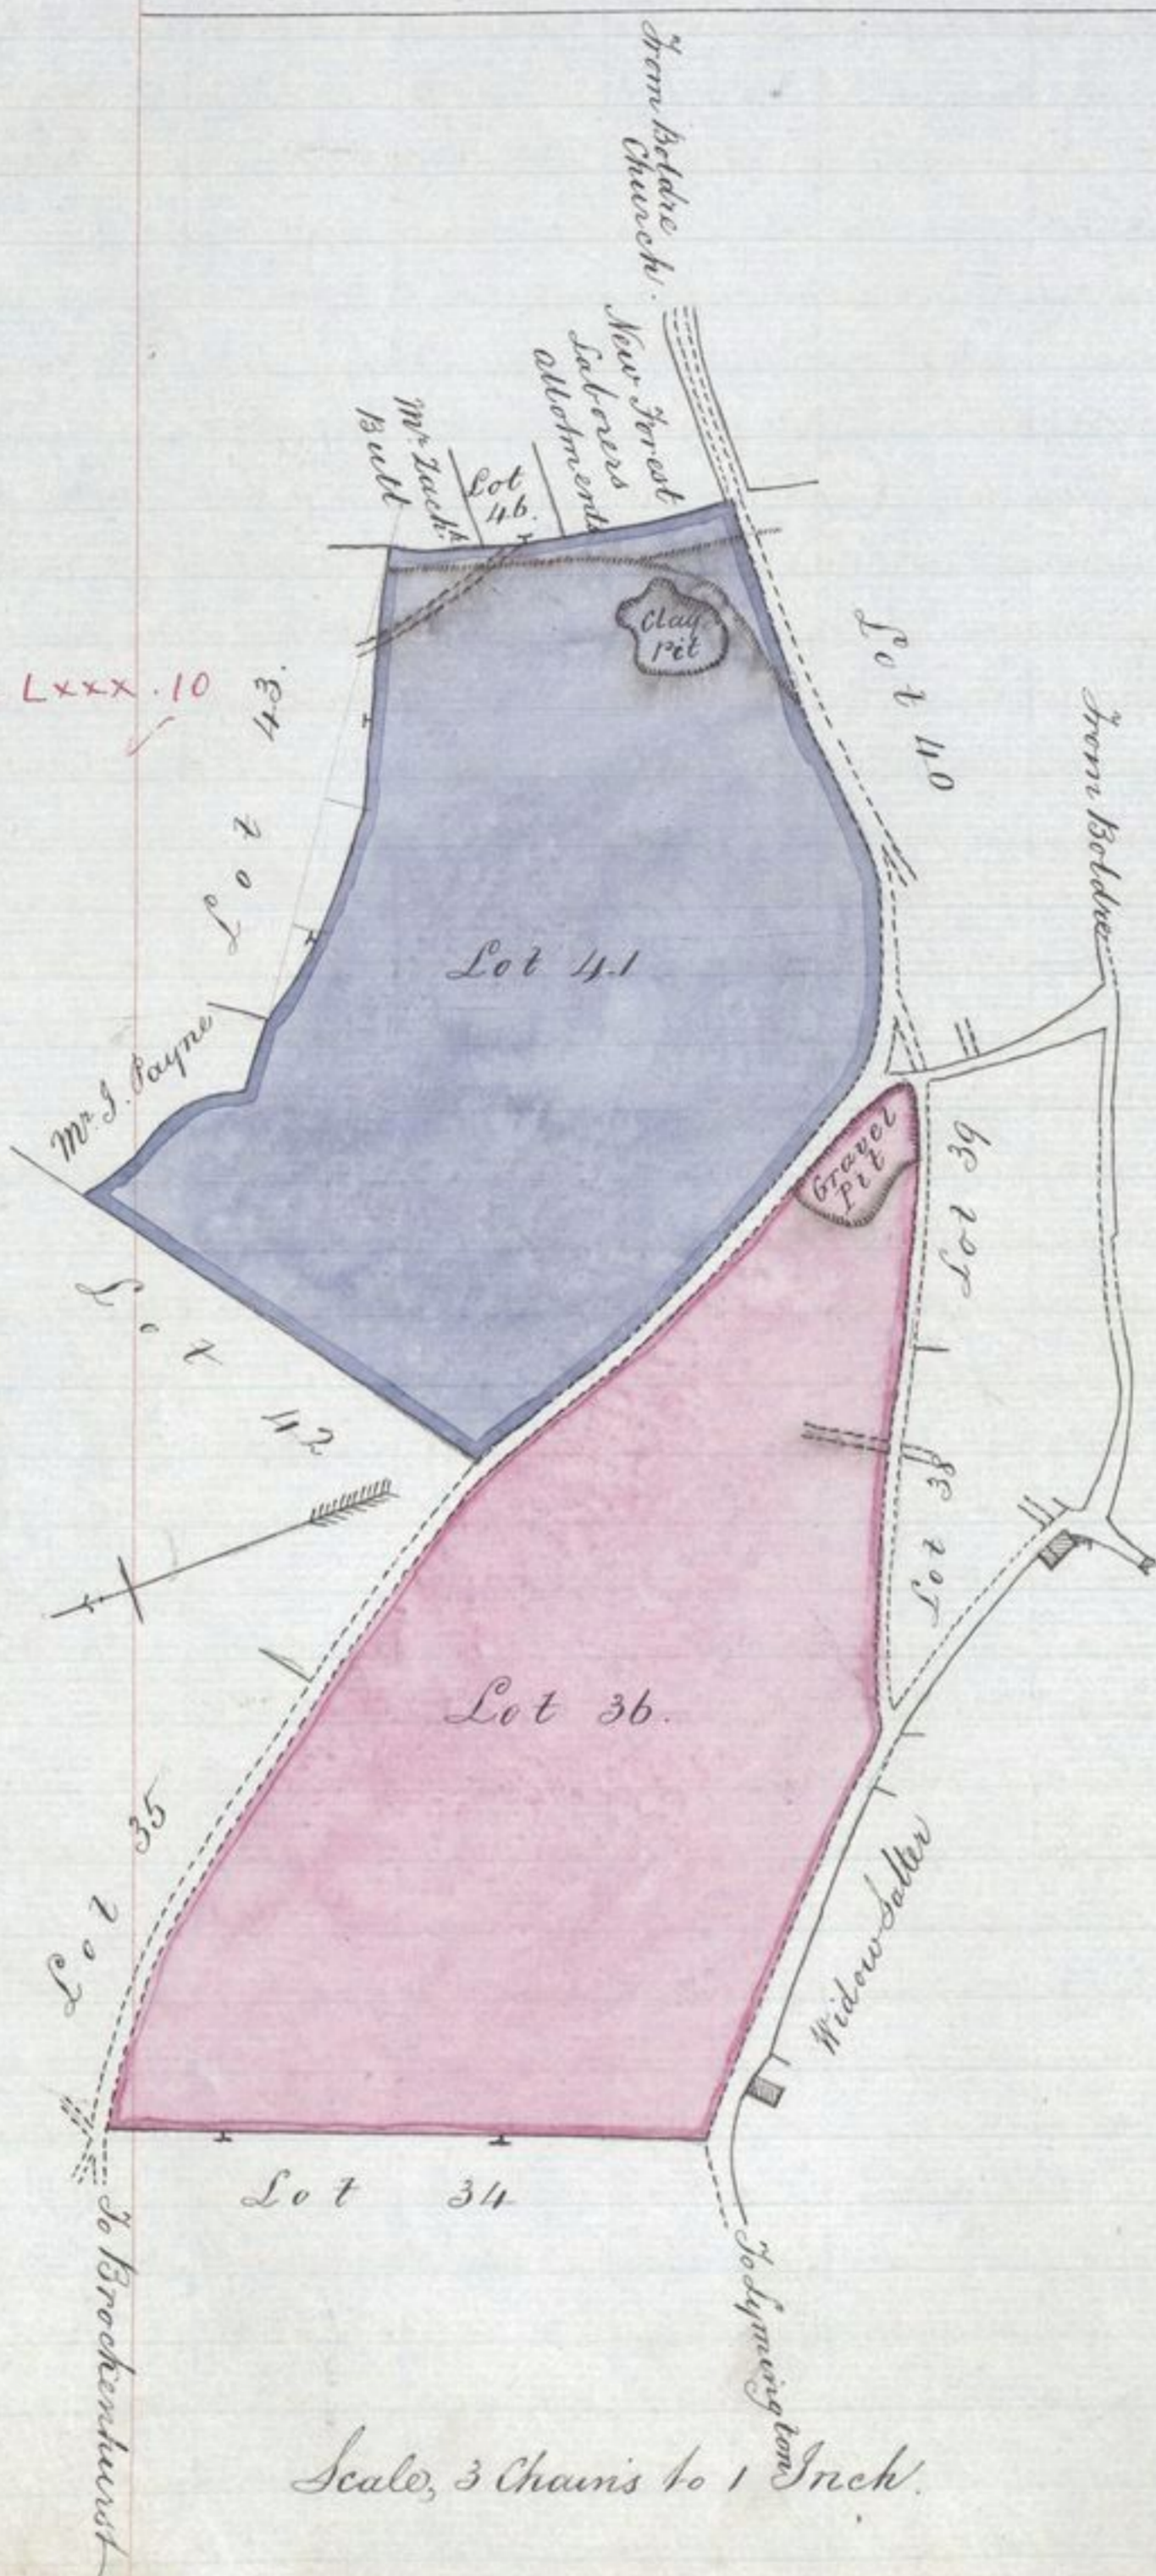 From Boldre
Church.
New Forest
Laborers
Allotments
Lot
46.
Mr. Zach.h
Bull
Clay
Pit
Lot 40
Lxxx.10
Lot 43.
From Boldre
Lot 41
Mr. J. Payne
Gravel
Pit
Lot 39
Lot 42
Lot 38
Lot 36.
Lot 35
Widow Salter
Lot 34
To Brockenhurst
To Lymington
Scale, 3 Chains to 1 Inch.